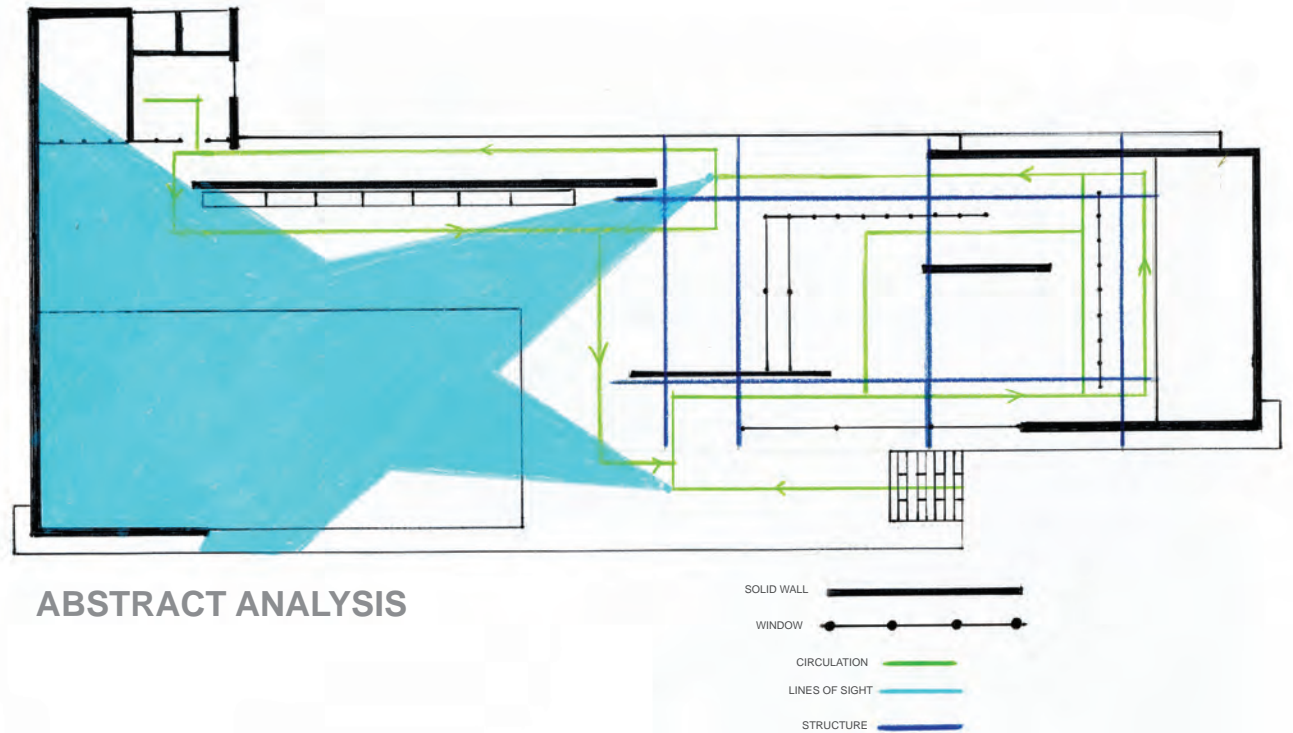 ABSTRACT ANALYSIS
SOLID WALL
WINDOW
CIRCULATION
LINES OF SIGHT
STRUCTURE